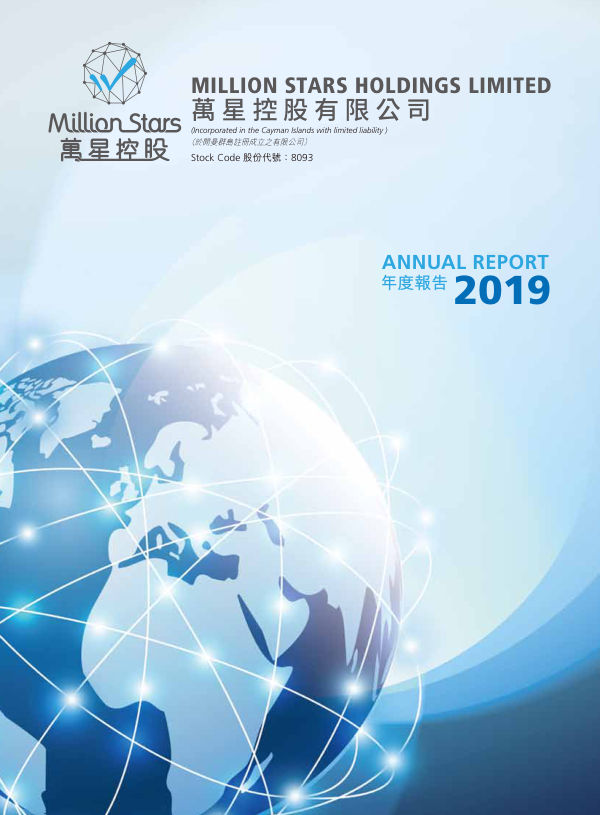 Million Stars
萬星控股
MILLION STARS HOLDINGS LIMITED
萬星控股有限公司
(Incorporated in the Cayman Islands with limited liability )
（於開曼群島註冊成立之有限公司）
Stock Code 股份代號：8093
ANNUAL REPORT
年度報告 2019